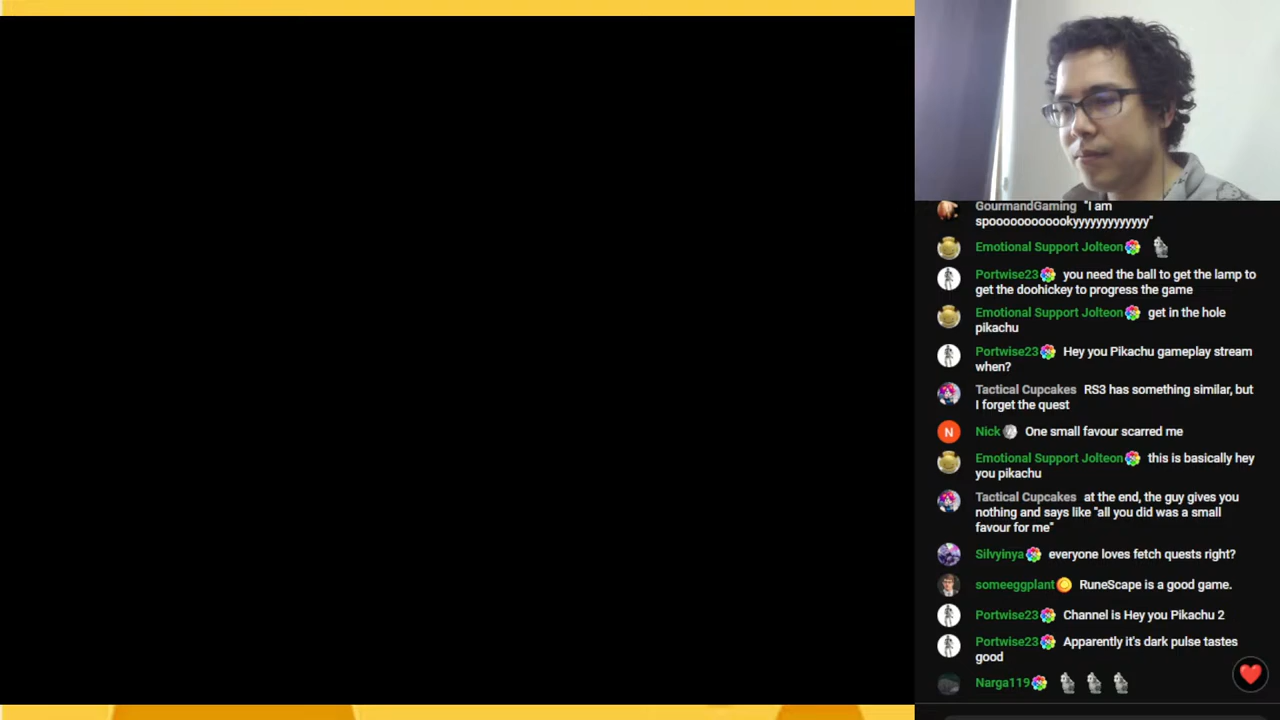 GourmandGaming "I am
spoooooooooookyyyyyyyyyyyyy"
Emotional Support Jolteon
Portwise23 you need the ball to get the lamp to
get the doohickey to progress the game
Emotional Support Jolteon get in the hole
pikachu
Portwise23 Hey you Pikachu gameplay stream
when?
Tactical Cupcakes RS3 has something similar, but
I forget the quest
N Nick One small favour scarred me
Emotional Support Jolteon this is basically hey
you pikachu
Tactical Cupcakes at the end, the guy gives you
nothing and says like "all you did was a small
favour for me"
Silvyinya everyone loves fetch quests right?
someeggplant RuneScape is a good game.
Portwise23 Channel is Hey you Pikachu 2
Portwise23 Apparently it's dark pulse tastes
good
Narga119